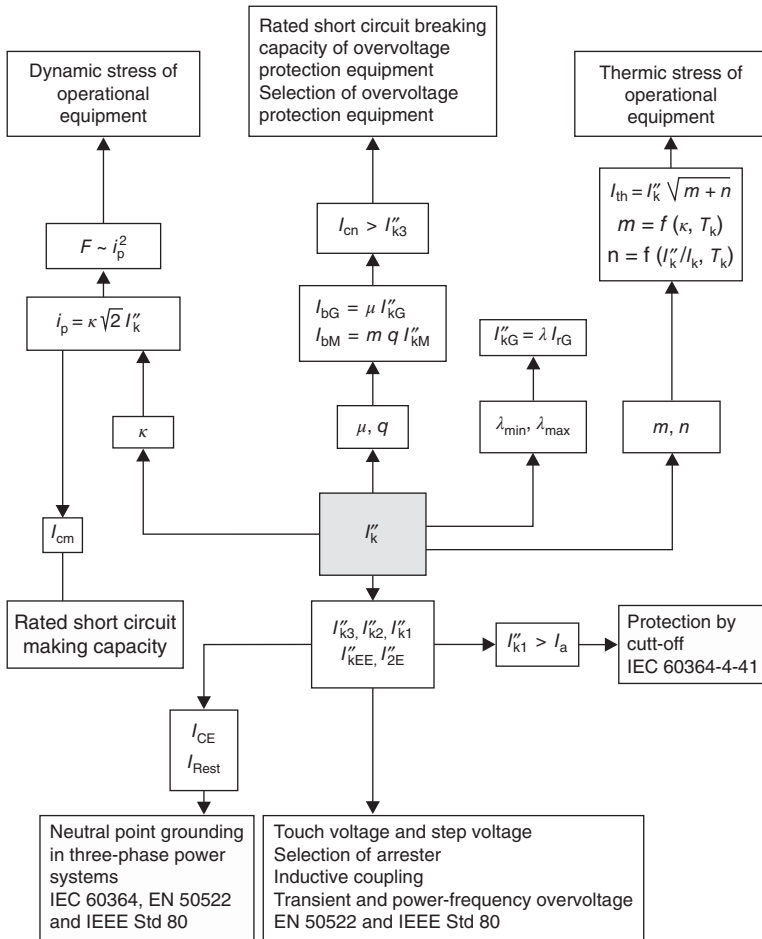 Rated short circuit breaking
capacity of overvoltage
protection equipment
Selection of overvoltage
protection equipment
Dynamic stress of
operational
equipment
Thermic stress of
operational
equipment
I_th = I″_k √(m + n)
m = f (κ, T_k)
n = f (I″_k/I_k, T_k)
I_cn > I″_k3
F ~ i_p^2
i_p = κ√2 I″_k
I_bG = μ I″_kG
I_bM = m q I″_kM
I″_kG = λ I_rG
κ
μ, q
λ_min, λ_max
m, n
I″_k
I_cm
Rated short circuit
making capacity
I″_k3, I″_k2, I″_k1
I″_kEE, I″_2E
I″_k1 > I_a
Protection by
cutt-off
IEC 60364-4-41
I_CE
I_Rest
Neutral point grounding
in three-phase power
systems
IEC 60364, EN 50522
and IEEE Std 80
Touch voltage and step voltage
Selection of arrester
Inductive coupling
Transient and power-frequency overvoltage
EN 50522 and IEEE Std 80